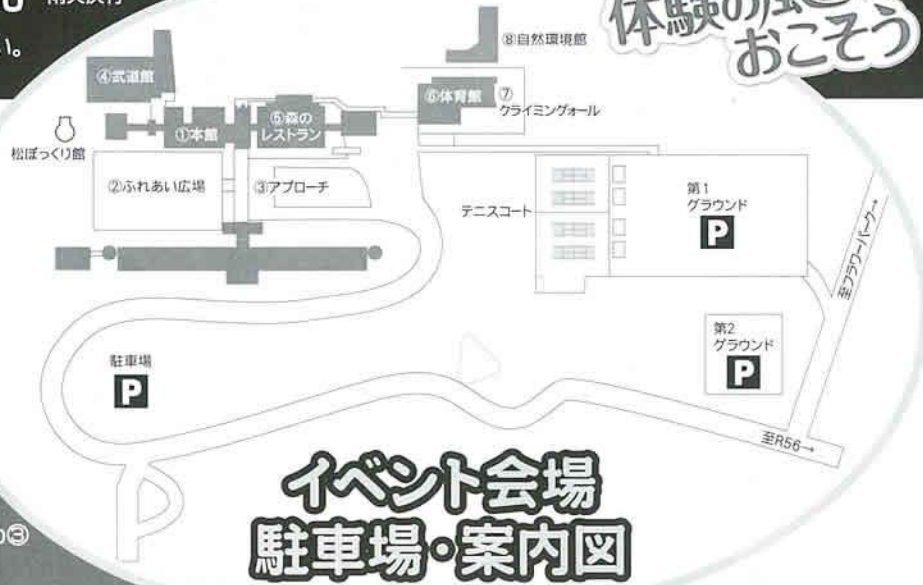 体験の風を
おこそう
い。
⑧自然環境館
④武道館
⑥体育館
⑦
クライミングウォール
①本館
⑤森の
レストラン
松ぼっくり館
②ふれあい広場
③アプローチ
テニスコート
第1
グラウンド
P
至フラワーパーク→
第2
グラウンド
P
駐車場
P
至R56→
イベント会場
駐車場・案内図
③